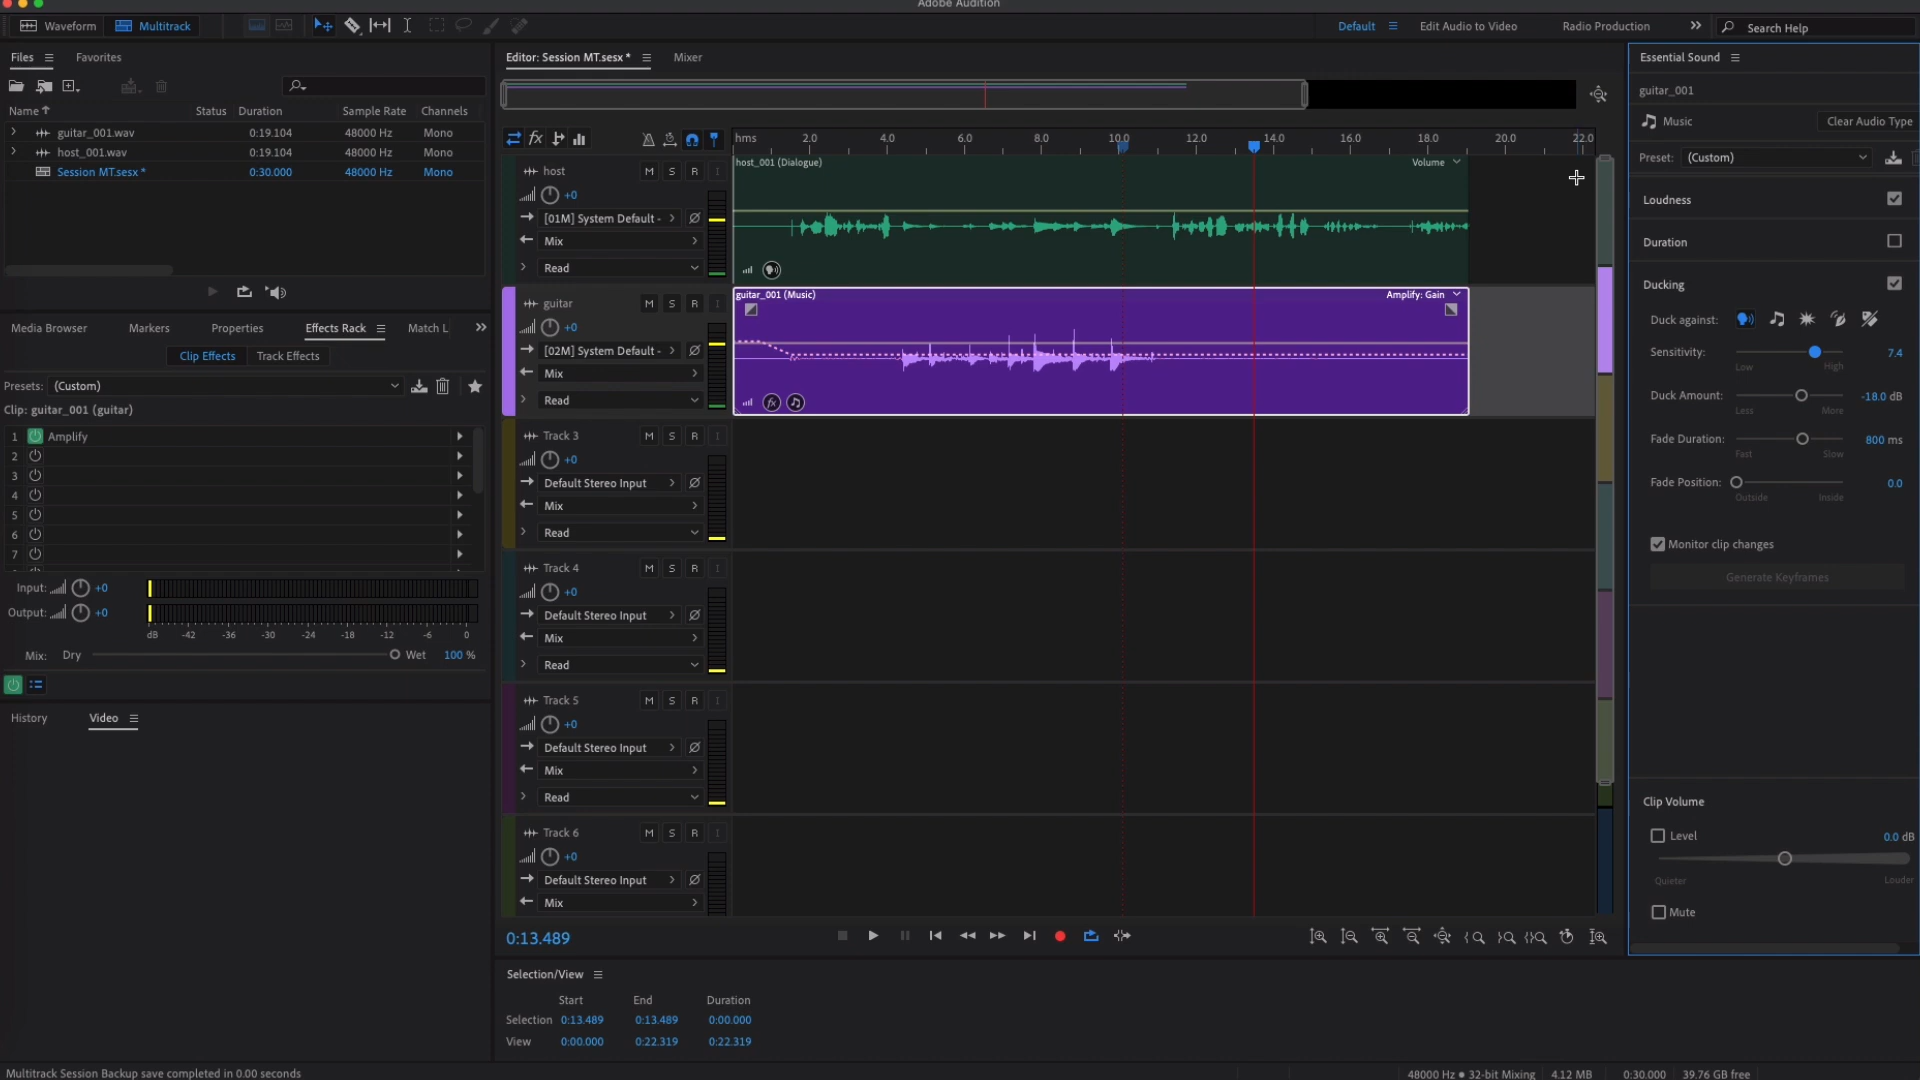 Adobe Audition
Waveform
Multitrack
Default
Edit Audio to Video
Radio Production
Search Help
Files
Favorites
Name
Status
Duration
Sample Rate
Channels
guitar_001.wav
0:19.104
48000 Hz
Mono
host_001.wav
0:19.104
48000 Hz
Mono
Session MT.sesx *
0:30.000
48000 Hz
Mono
Media Browser
Markers
Properties
Effects Rack
Match L
Clip Effects
Track Effects
Presets:
(Custom)
Clip: guitar_001 (guitar)
1
Amplify
2
3
4
5
6
7
Input:
+0
Output:
+0
dB
-42
-36
-30
-24
-18
-12
-6
0
Mix:
Dry
Wet
100 %
History
Video
Editor: Session MT.sesx *
Mixer
fx
hms
2.0
4.0
6.0
8.0
10.0
12.0
14.0
16.0
18.0
20.0
22.0
host
M
S
R
I
+0
[01M] System Default -
Mix
Read
host_001 (Dialogue)
Volume
guitar
M
S
R
I
+0
[02M] System Default -
Mix
Read
guitar_001 (Music)
Amplify: Gain
fx
Track 3
M
S
R
I
+0
Default Stereo Input
Mix
Read
Track 4
M
S
R
I
+0
Default Stereo Input
Mix
Read
Track 5
M
S
R
I
+0
Default Stereo Input
Mix
Read
Track 6
M
S
R
I
+0
Default Stereo Input
Mix
0:13.489
Selection/View
Start
End
Duration
Selection
0:13.489
0:13.489
0:00.000
View
0:00.000
0:22.319
0:22.319
Essential Sound
guitar_001
Music
Clear Audio Type
Preset:
(Custom)
Loudness
Duration
Ducking
Duck against:
Sensitivity:
7.4
Low
High
Duck Amount:
-18.0 dB
Less
More
Fade Duration:
800 ms
Fast
Slow
Fade Position:
0.0
Outside
Inside
Monitor clip changes
Generate Keyframes
Clip Volume
Level
0.0 dB
Quieter
Louder
Mute
Multitrack Session Backup save completed in 0.00 seconds
48000 Hz ● 32-bit Mixing
4.12 MB
0:30.000
39.76 GB free